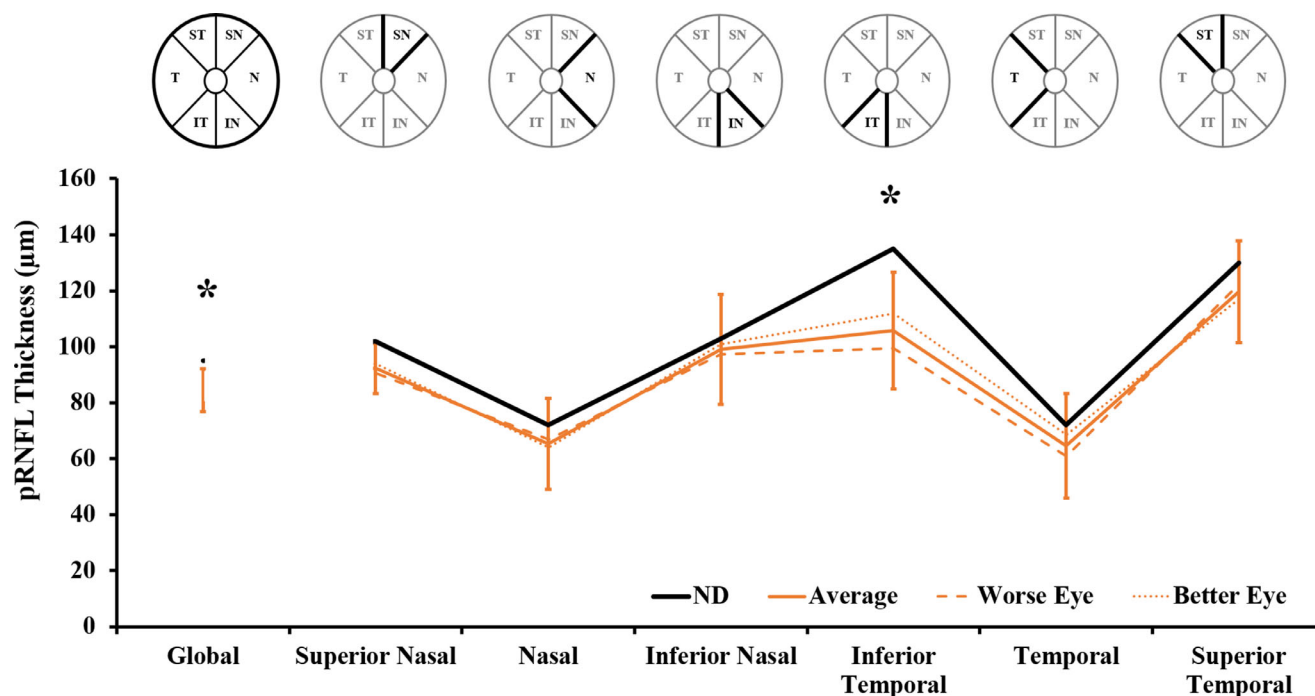 ST SN ST SN ST SN ST SN ST SN ST SN ST SN
T N T N T N T N T N T N T N
IT IN IT IN IT IN IT IN IT IN IT IN IT IN
pRNFL Thickness (μm)
160
140
120
100
80
60
40
20
0
*
*
ND Average Worse Eye Better Eye
Global Superior Nasal Nasal Inferior Nasal Inferior Temporal Superior
Temporal Temporal